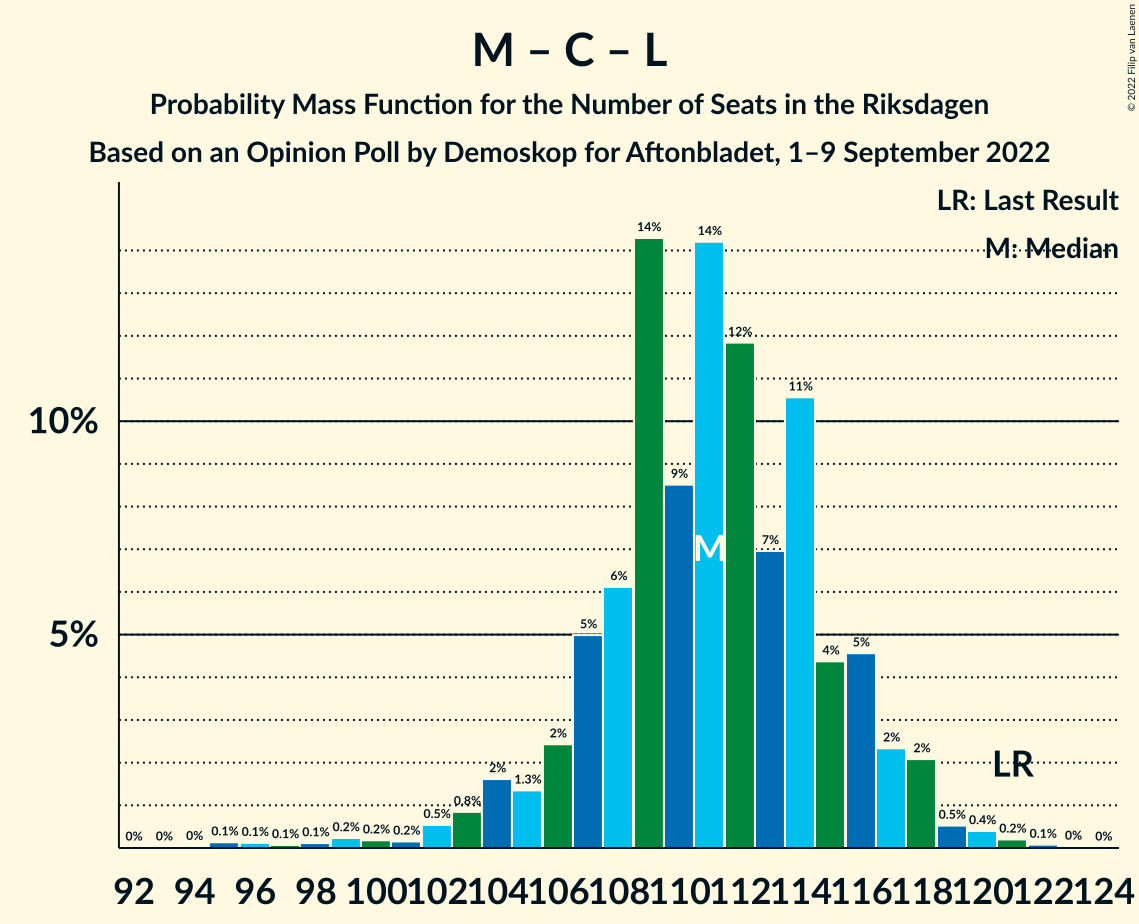 M – C – L
Probability Mass Function for the Number of Seats in the Riksdagen
Based on an Opinion Poll by Demoskop for Aftonbladet, 1–9 September 2022
© 2022 Filip van Laenen
LR: Last Result
M: Median
10%
5%
0% 0% 0% 0.1% 0.1% 0.1% 0.1% 0.2% 0.2% 0.2% 0.5% 0.8% 2% 1.3% 2% 5% 6% 14% 9% 14% 12% 7% 11% 4% 5% 2% 2% 0.5% 0.4% 0.2% 0.1% 0% 0%
M
LR
92 94 96 98 100 102 104 106 108 110 112 114 116 118 120 122 124